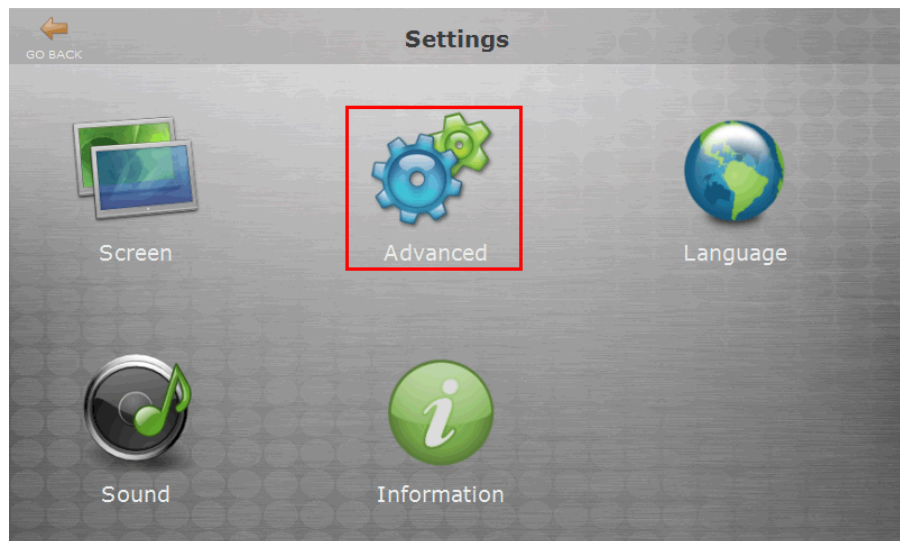 Settings
GO BACK
Screen
Advanced
Language
Sound
Information